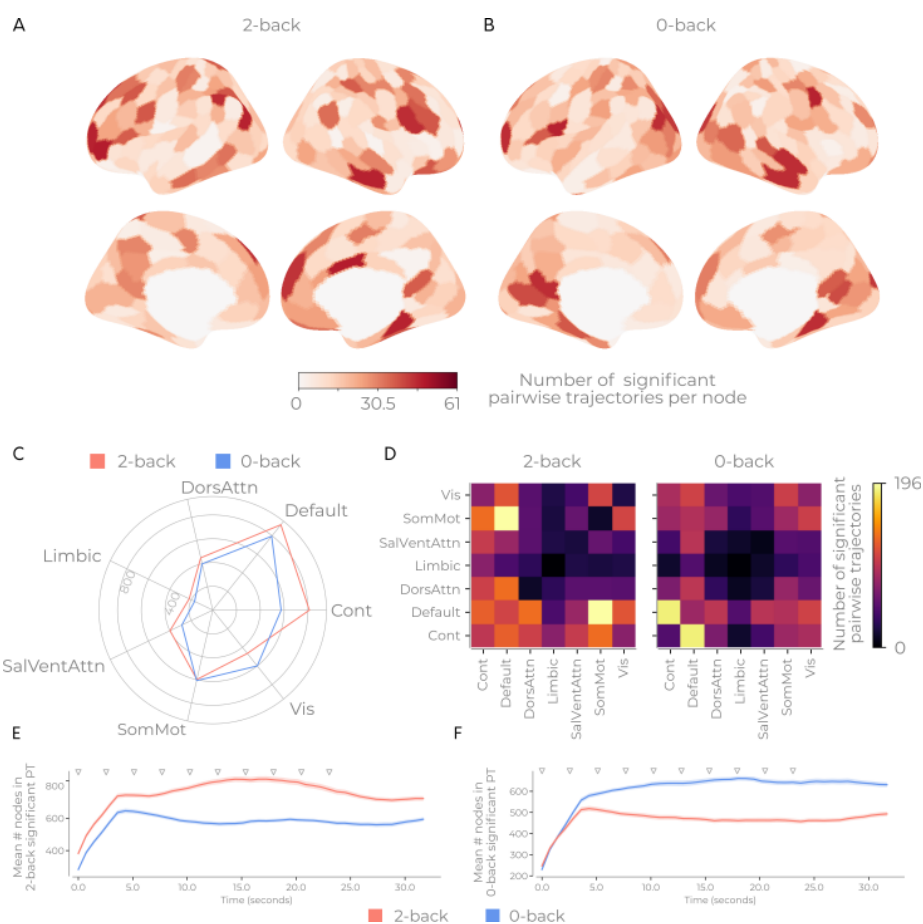 A
2-back
B
0-back
0
30.5
61
Number of significant
pairwise trajectories per node
C
2-back
0-back
DorsAttn
Default
Limbic
800
400
Cont
SalVentAttn
Vis
SomMot
D
2-back
0-back
Vis
SomMot
SalVentAttn
Limbic
DorsAttn
Default
Cont
Cont
Default
DorsAttn
Limbic
SalVentAttn
SomMot
Vis
Cont
Default
DorsAttn
Limbic
SalVentAttn
SomMot
Vis
196
0
Number of significant
pairwise trajectories
E
Mean # nodes in
2-back significant PT
800
600
400
0.0
5.0
10.0
15.0
20.0
25.0
30.0
Time (seconds)
F
Mean # nodes in
0-back significant PT
600
500
400
300
200
0.0
5.0
10.0
15.0
20.0
25.0
30.0
Time (seconds)
2-back
0-back